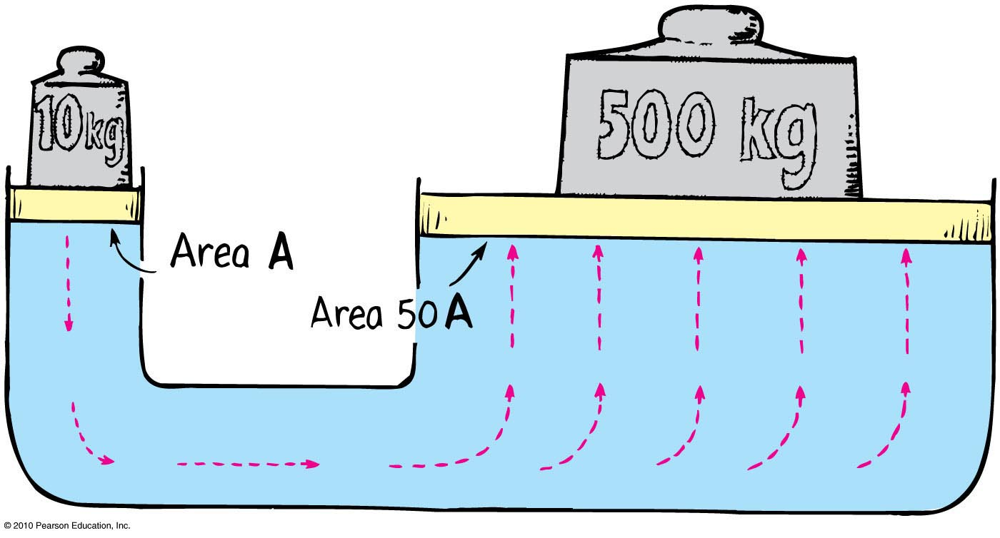 10kg
500 kg
Area A
Area 50 A
© 2010 Pearson Education, Inc.